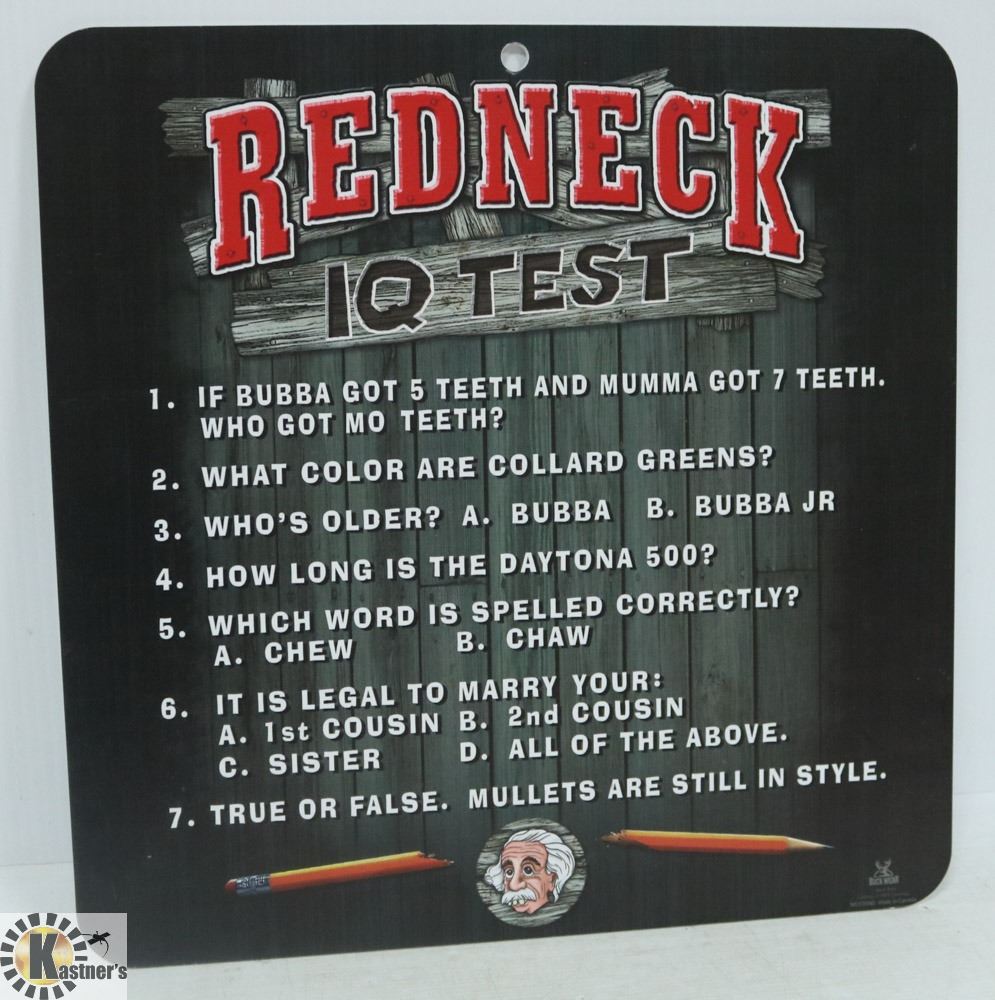 REDNECK
IQ TEST
1. IF BUBBA GOT 5 TEETH AND MUMMA GOT 7 TEETH.
WHO GOT MO TEETH?
2. WHAT COLOR ARE COLLARD GREENS?
3. WHO'S OLDER? A. BUBBA B. BUBBA JR
4. HOW LONG IS THE DAYTONA 500?
5. WHICH WORD IS SPELLED CORRECTLY?
A. CHEW B. CHAW
6. IT IS LEGAL TO MARRY YOUR:
A. 1st COUSIN B. 2nd COUSIN
C. SISTER D. ALL OF THE ABOVE.
7. TRUE OR FALSE. MULLETS ARE STILL IN STYLE.
BUCK WEAR
Kastner's